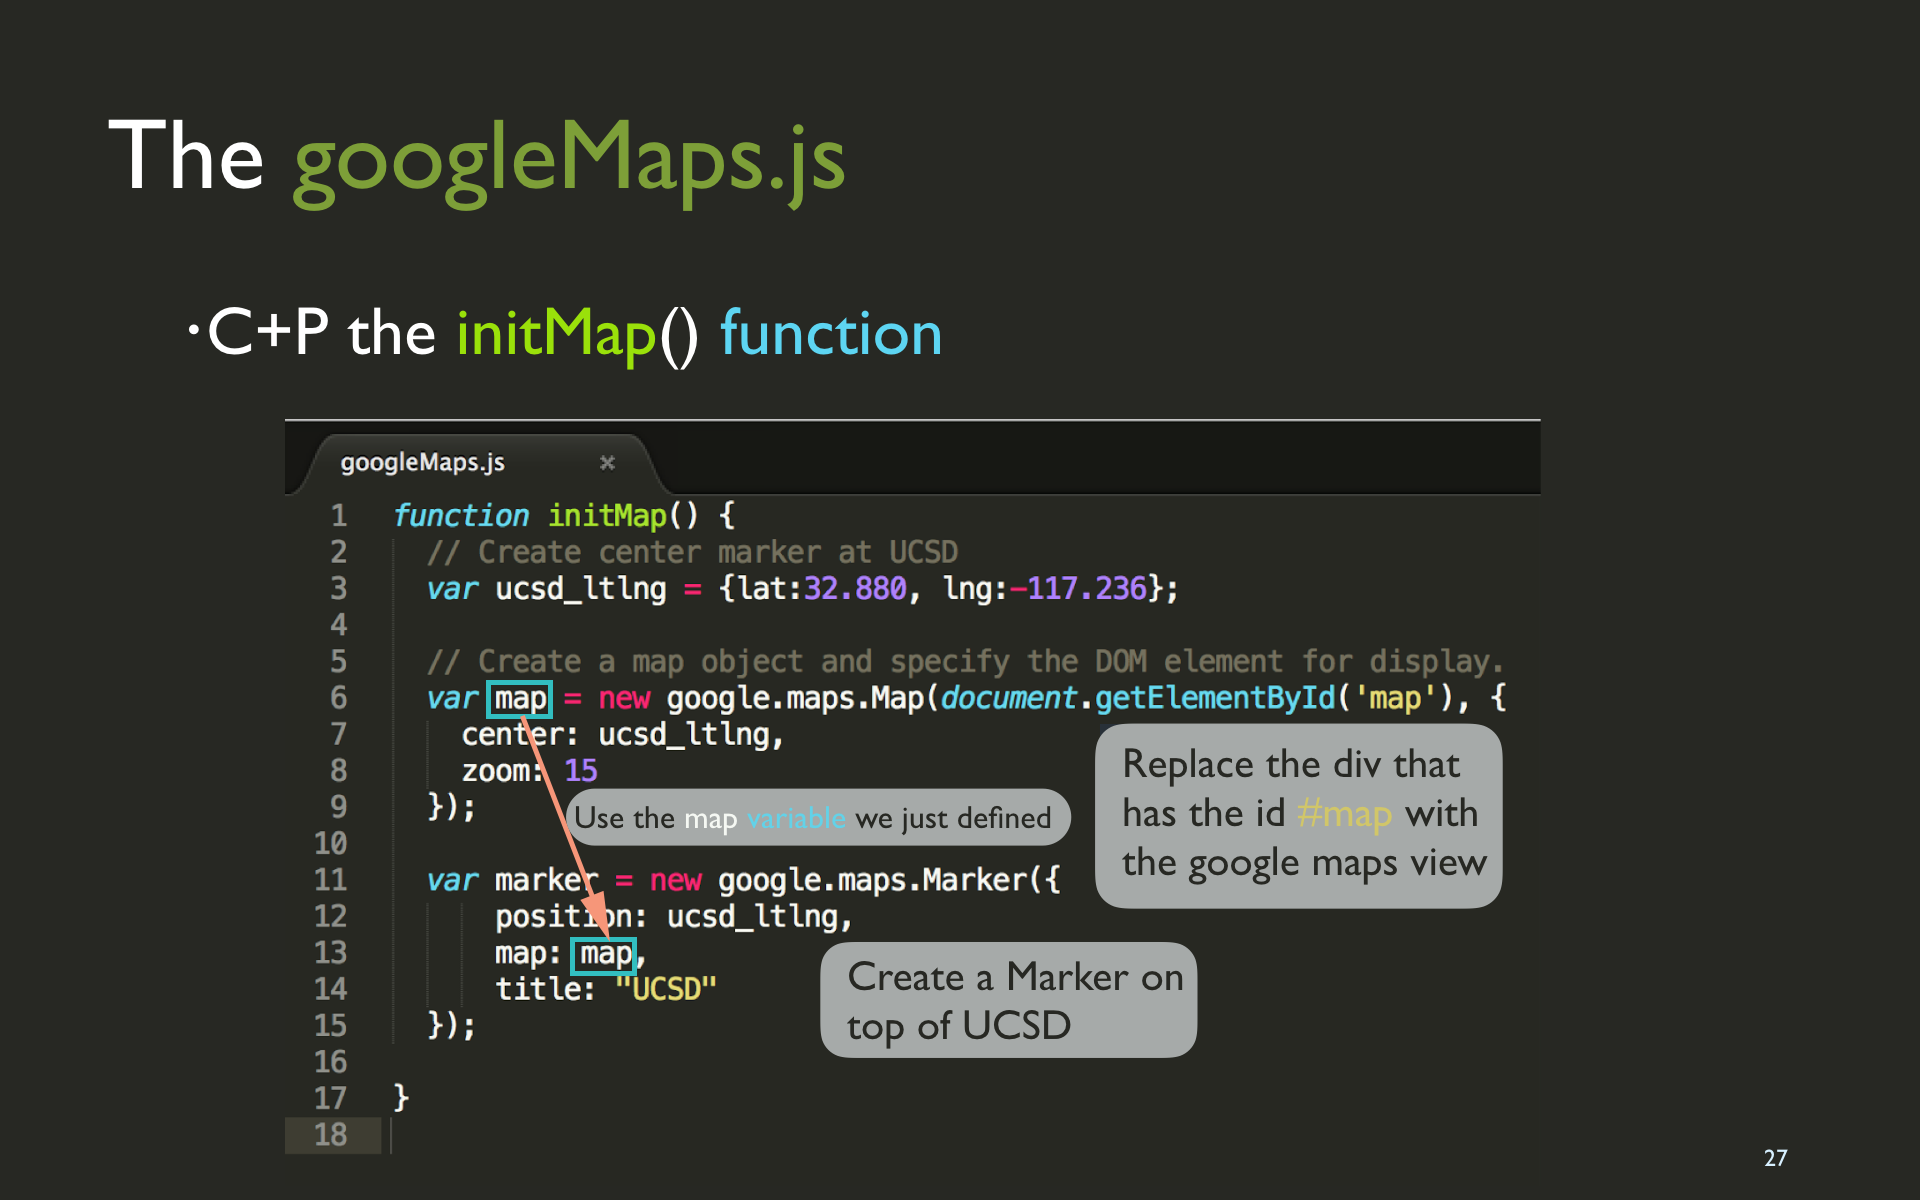 The googleMaps.js
•C+P the initMap() function
googleMaps.js ×
1 function initMap() {
2 // Create center marker at UCSD
3 var ucsd_ltlng = {lat:32.880, lng:-117.236};
4
5 // Create a map object and specify the DOM element for display.
6 var map = new google.maps.Map(document.getElementById('map'), {
7 center: ucsd_ltlng,
8 zoom: 15
9 });
10
11 var marker = new google.maps.Marker({
12 position: ucsd_ltlng,
13 map: map,
14 title: "UCSD"
15 });
16
17 }
18
Use the map variable we just defined
Replace the div that
has the id #map with
the google maps view
Create a Marker on
top of UCSD
27